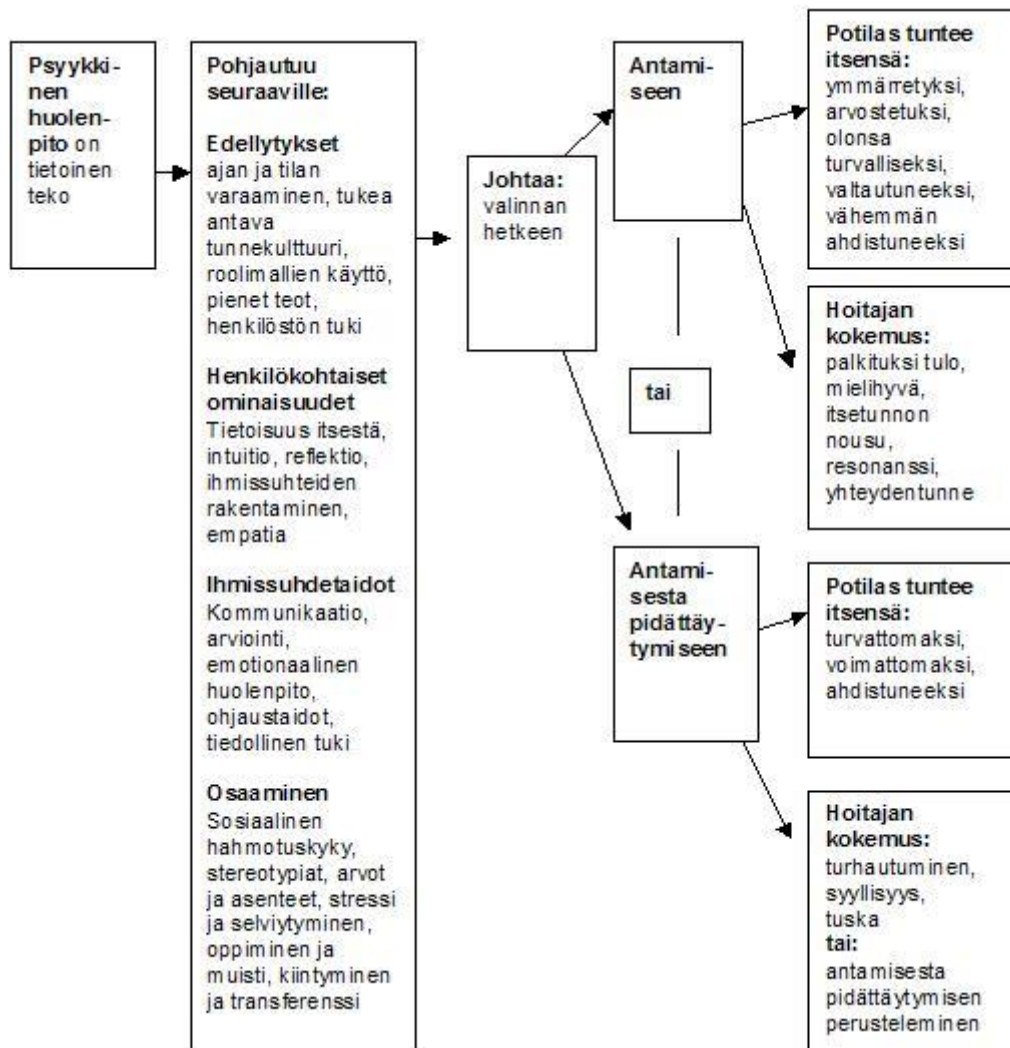 Psyykki-
nen
huolen-
pito on
tietoinen
teko
Pohjautuu
seuraaville:
Edellytykset
ajan ja tilan
varaaminen, tukea
antava
tunnekulttuuri,
roolimallien käyttö,
pienet teot,
henkilöstön tuki
Henkilökohtaiset
ominaisuudet
Tietoisuus itsestä,
intuitio, reflektio,
ihmissuhteiden
rakentaminen,
empatia
Ihmissuhdetaidot
Kommunikaatio,
arviointi,
emotionaalinen
huolenpito,
ohjaustaidot,
tiedollinen tuki
Osaaminen
Sosiaalinen
hahmotuskyky,
stereotypiat, arvot
ja asenteet, stressi
ja selviytyminen,
oppiminen ja
muisti, kiintyminen
ja transferenssi
Johtaa:
valinnan
hetkeen
Antami-
seen
tai
Antami-
sesta
pidättäy-
tymiseen
Potilas tuntee
itsensä:
ymmärretyksi,
arvostetuksi,
olonsa
turvalliseksi,
valtautuneeksi,
vähemmän
ahdistuneeksi
Hoitajan
kokemus:
palkituksi tulo,
mielihyvä,
itsetunnon
nousu,
resonanssi,
yhteydentunne
Potilas tuntee
itsensä:
turvattomaksi,
voimattomaksi,
ahdistuneeksi
Hoitajan
kokemus:
turhautuminen,
syyllisyys,
tuska
tai:
antamisesta
pidättäytymisen
perusteleminen